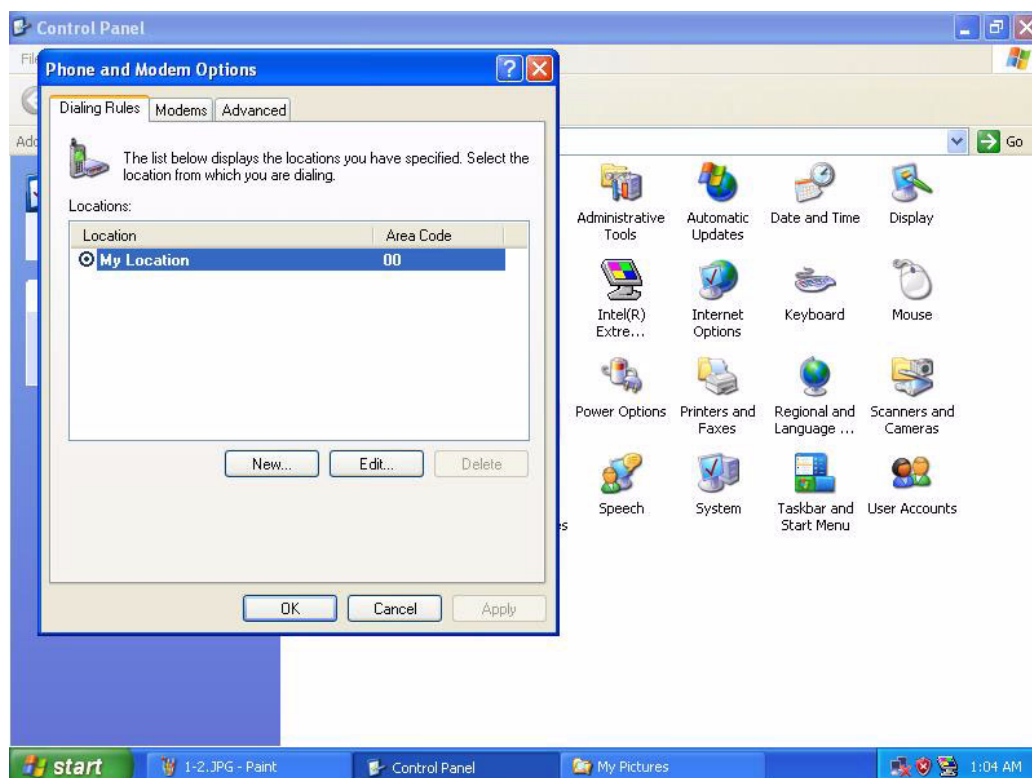 Control Panel
File
Phone and Modem Options
Dialing Rules Modems Advanced
The list below displays the locations you have specified. Select the
location from which you are dialing.
Locations:
Location Area Code
My Location 00
New... Edit... Delete
OK Cancel Apply
Go
Administrative
Tools
Automatic
Updates
Date and Time
Display
Intel(R)
Extre...
Internet
Options
Keyboard
Mouse
Power Options
Printers and
Faxes
Regional and
Language ...
Scanners and
Cameras
Speech
System
Taskbar and
Start Menu
User Accounts
start
1-2.JPG - Paint
Control Panel
My Pictures
1:04 AM